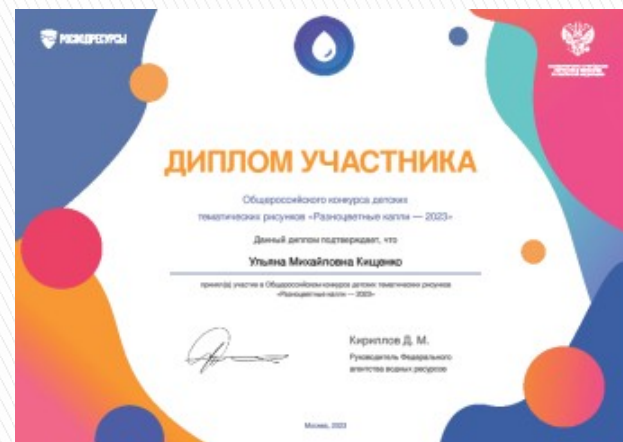 РОСВОДРЕСУРСЫ
ДИПЛОМ УЧАСТНИКА
Общероссийского конкурса детских
тематических рисунков «Разноцветные капли — 2023»
Данный диплом подтверждает, что
Ульяна Михайловна Кищенко
принял(а) участие в Общероссийском конкурсе детских тематических рисунков
«Разноцветные капли — 2023»
Кириллов Д. М.
Руководитель Федерального
агентства водных ресурсов
Москва, 2023